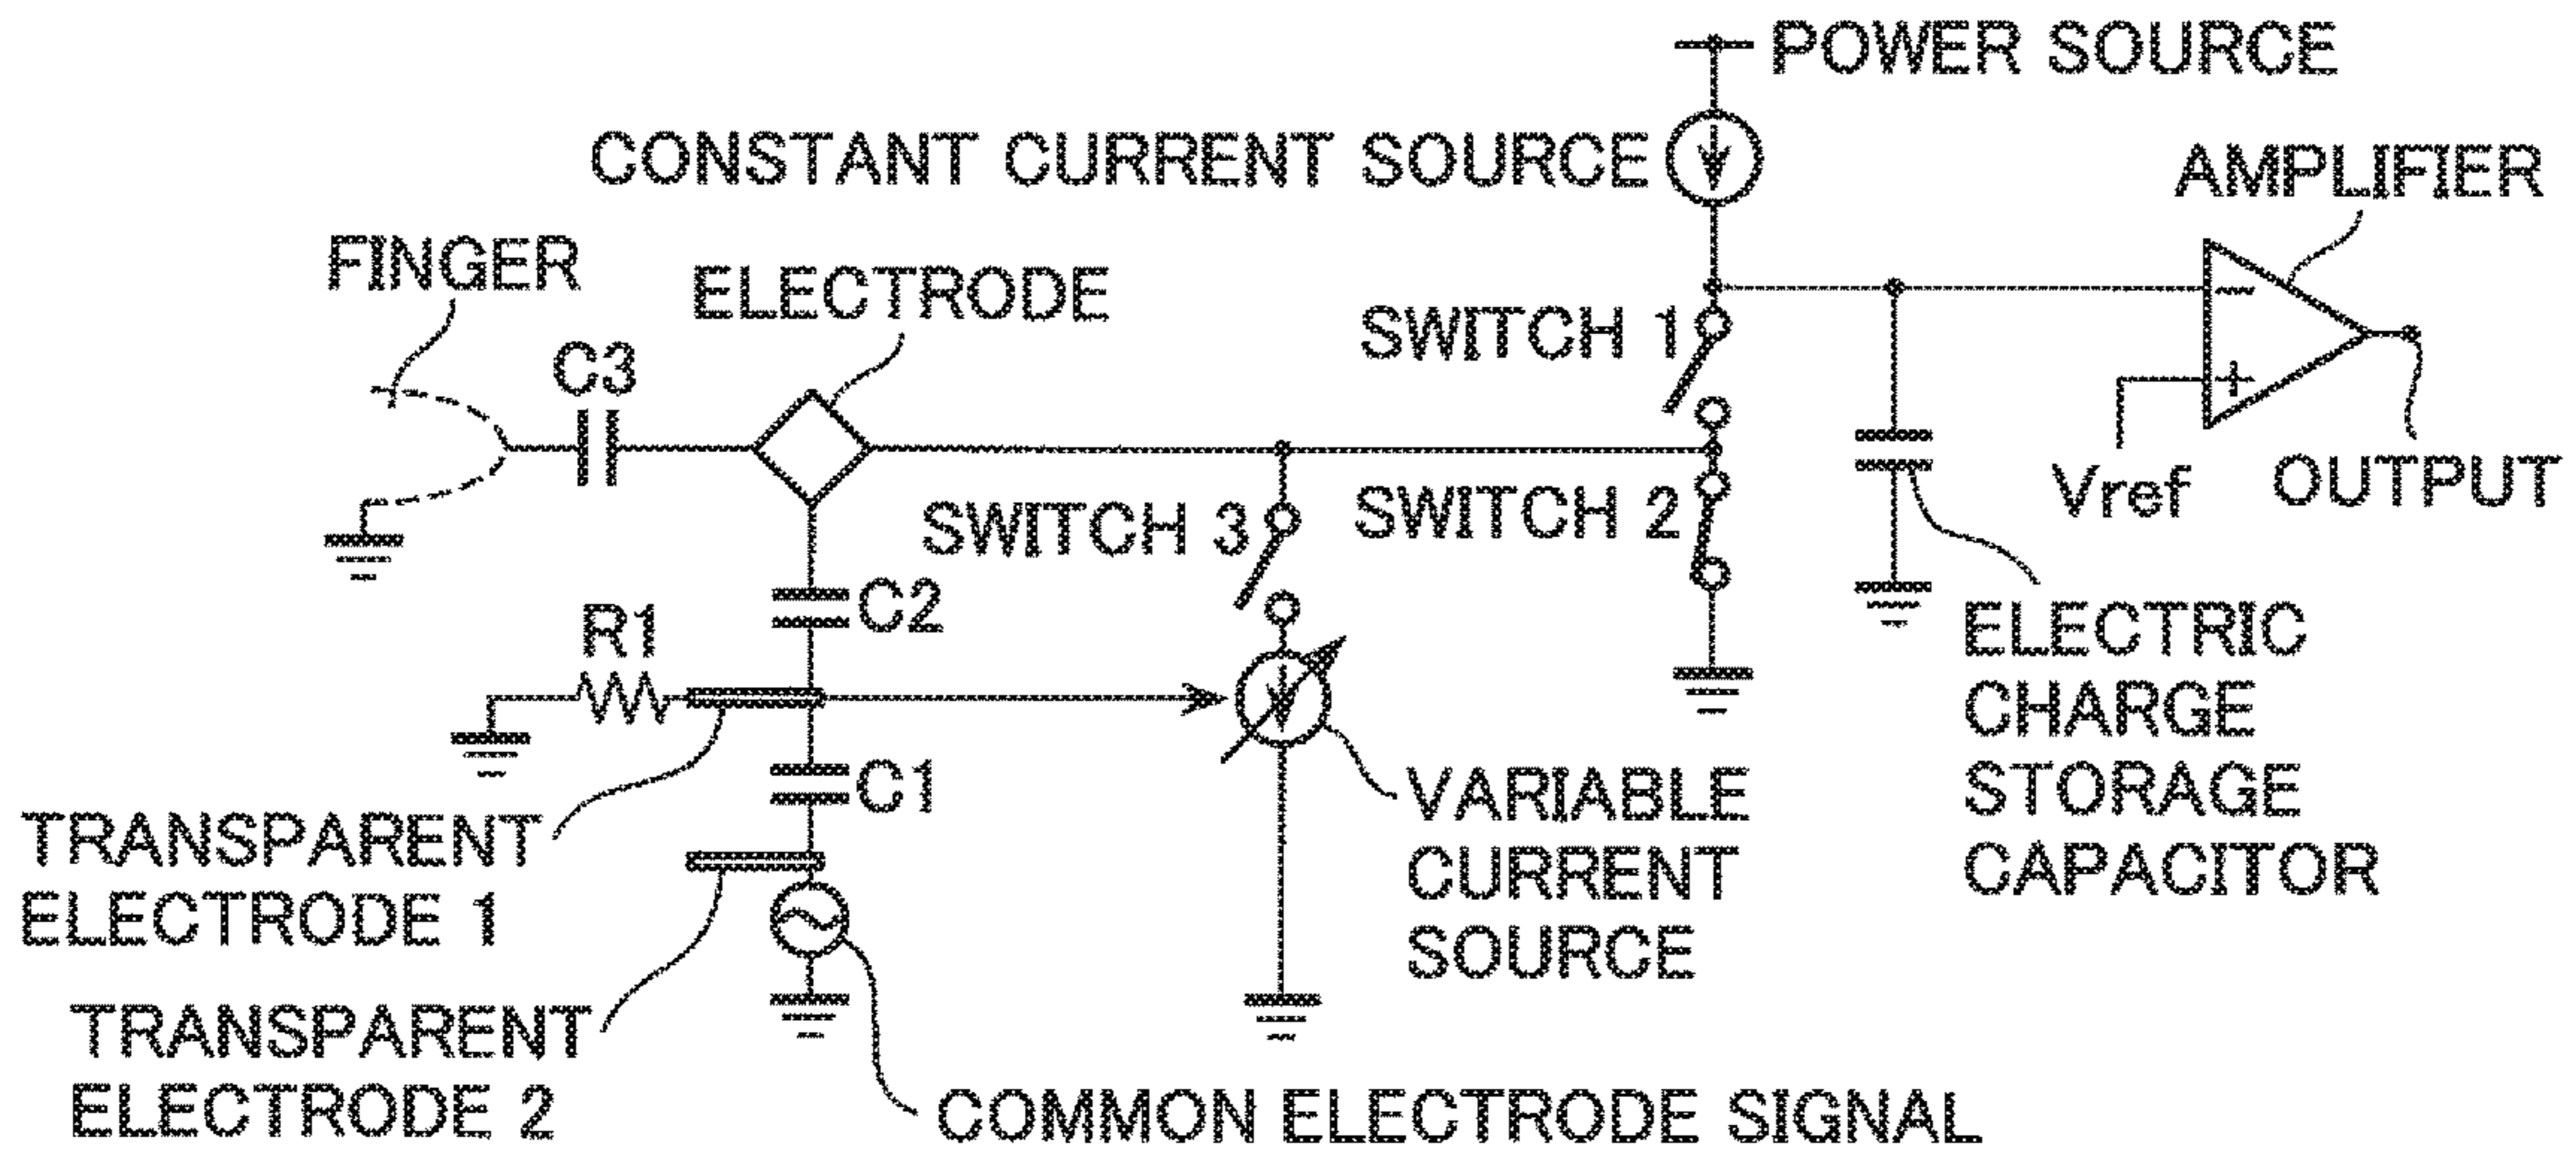 POWER SOURCE
CONSTANT CURRENT SOURCE
AMPLIFIER
FINGER
ELECTRODE
SWITCH 1
C3
−
+
Vref
OUTPUT
SWITCH 3
SWITCH 2
C2
R1
ELECTRIC
CHARGE
STORAGE
CAPACITOR
C1
TRANSPARENT
ELECTRODE 1
VARIABLE
CURRENT
SOURCE
TRANSPARENT
ELECTRODE 2
COMMON ELECTRODE SIGNAL